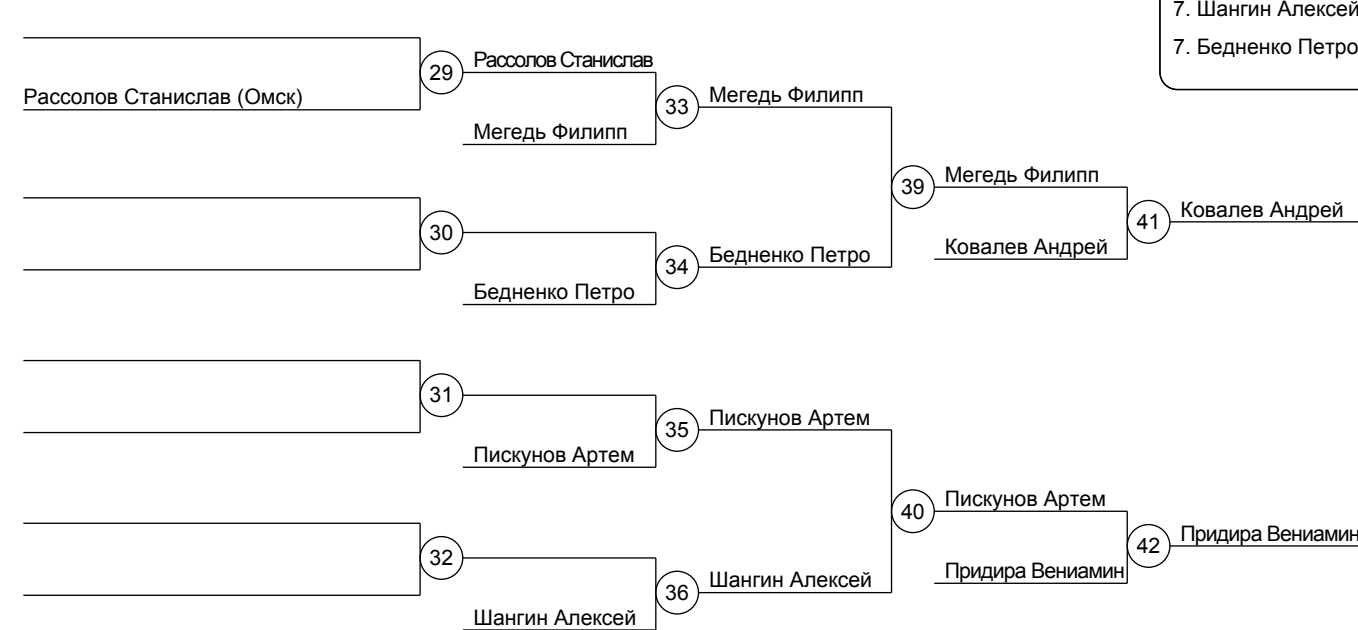 7. Шангин Алексей
7. Бедненко Петро
29
Рассолов Станислав
Рассолов Станислав (Омск)
33
Мегедь Филипп
Мегедь Филипп
39
Мегедь Филипп
41
Ковалев Андрей
30
34
Бедненко Петро
Ковалев Андрей
Бедненко Петро
31
35
Пискунов Артем
Пискунов Артем
40
Пискунов Артем
42
Придира Вениамин
32
36
Шангин Алексей
Придира Вениамин
Шангин Алексей